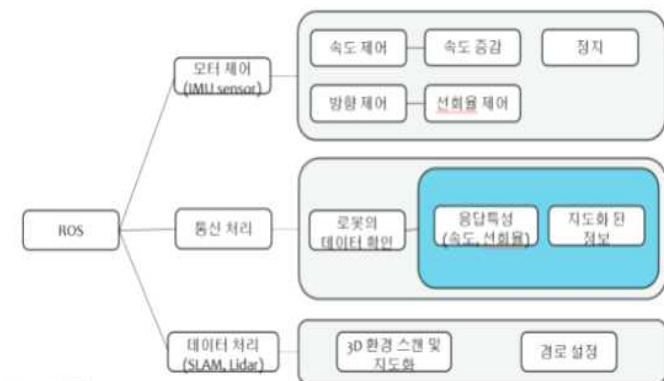 속도 제어
속도 증감
정지
모터 제어
(IMU sensor)
방향 제어
선회율 제어
ROS
통신 처리
로봇의
데이터 확인
응답특성
(속도, 선회율)
지도화 된
정보
데이터 처리
(SLAM, Lidar)
3D 환경 스캔 및
지도화
경로 설정